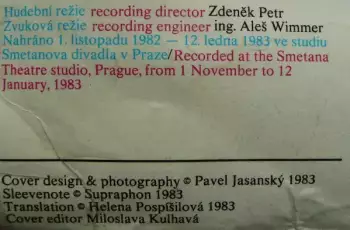 Hudební režie recording director Zdeněk Petr
Zvuková režie recording engineer ing. Aleš Wimmer
Nahráno 1. listopadu 1982 — 12. ledna 1983 ve studiu
Smetanova divadla v Praze/Recorded at the Smetana
Theatre studio, Prague, from 1 November to 12
January, 1983
Cover design & photography © Pavel Jasanský 1983
Sleevenote © Supraphon 1983
Translation © Helena Pospíšilová 1983
Cover editor Miloslava Kulhavá